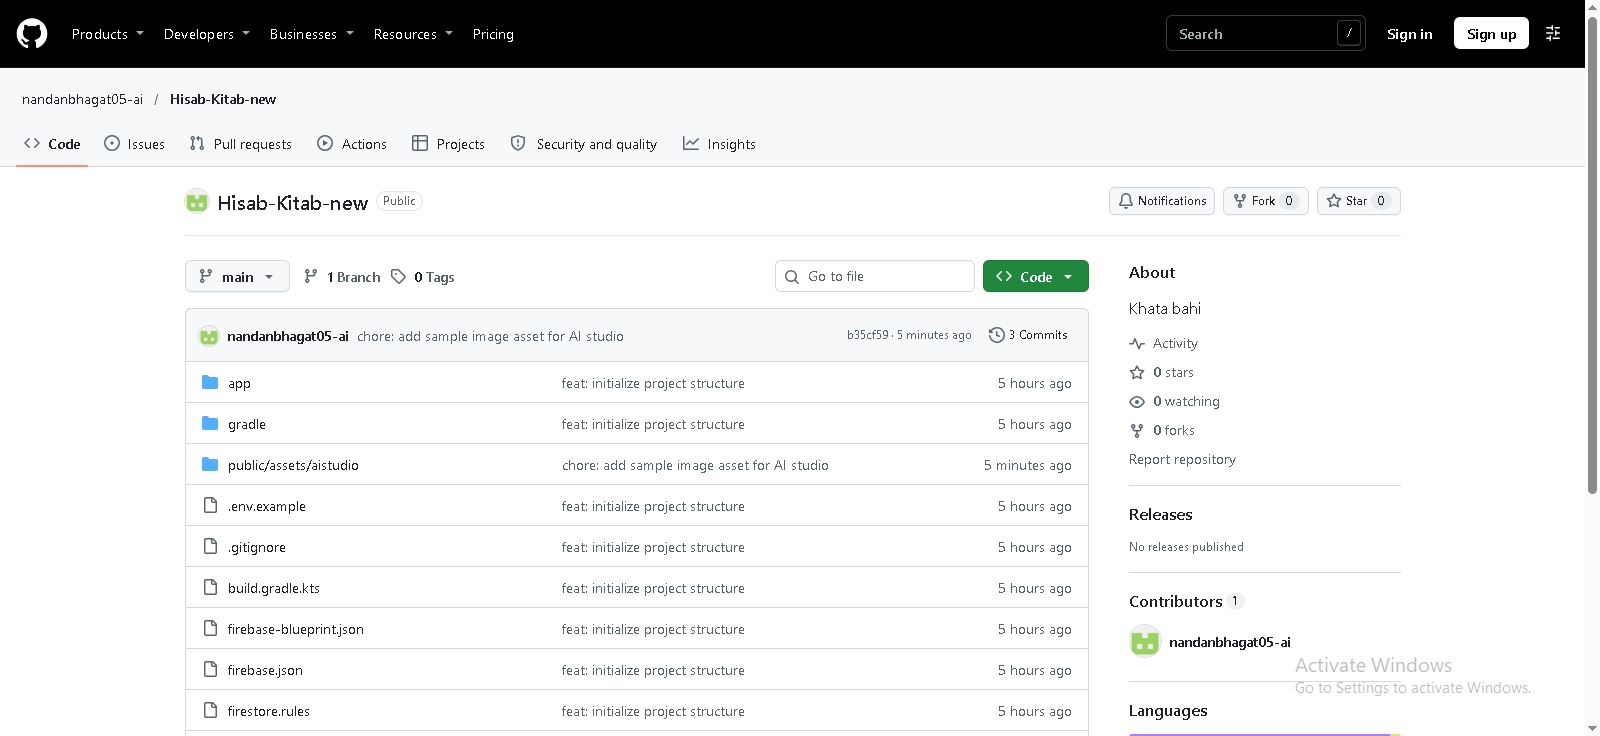 Products Developers Businesses Resources Pricing Search / Sign in Sign up
nandanbhagat05-ai / Hisab-Kitab-new
Code Issues Pull requests Actions Projects Security and quality Insights
Hisab-Kitab-new Public Notifications Fork 0 Star 0
main 1 Branch 0 Tags Go to file Code
nandanbhagat05-ai chore: add sample image asset for AI studio b35cf59 · 5 minutes ago 3 Commits
app feat: initialize project structure 5 hours ago
gradle feat: initialize project structure 5 hours ago
public/assets/aistudio chore: add sample image asset for AI studio 5 minutes ago
.env.example feat: initialize project structure 5 hours ago
.gitignore feat: initialize project structure 5 hours ago
build.gradle.kts feat: initialize project structure 5 hours ago
firebase-blueprint.json feat: initialize project structure 5 hours ago
firebase.json feat: initialize project structure 5 hours ago
firestore.rules feat: initialize project structure 5 hours ago
About
Khata bahi
Activity
0 stars
0 watching
0 forks
Report repository
Releases
No releases published
Contributors 1
nandanbhagat05-ai
Activate Windows
Go to Settings to activate Windows.
Languages